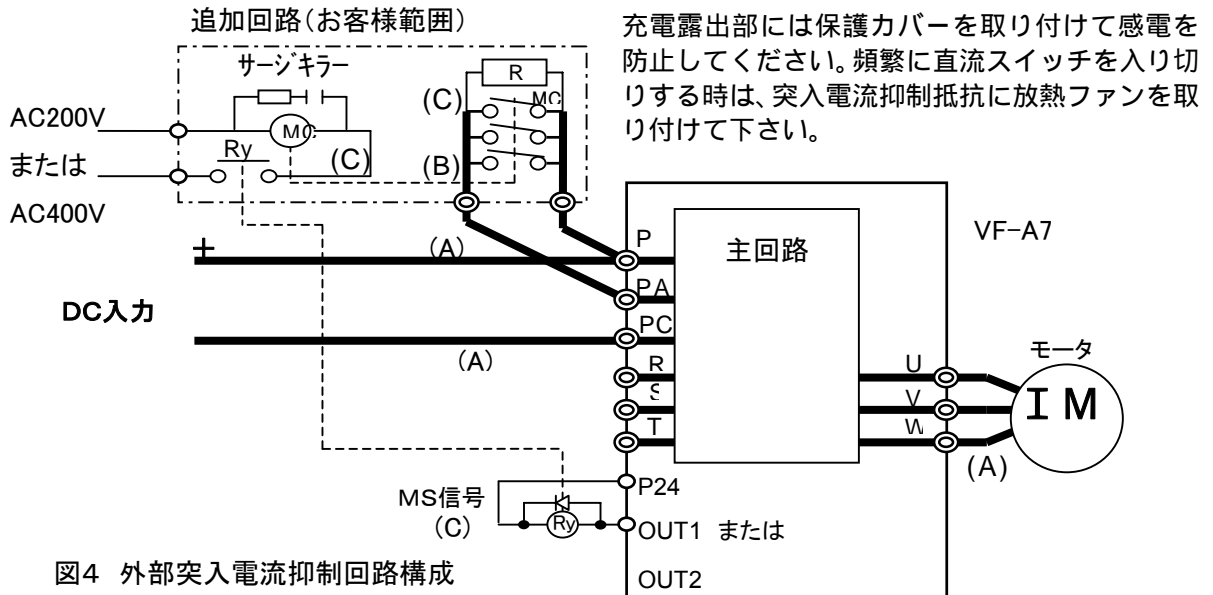 追加回路(お客様範囲)
充電露出部には保護カバーを取り付けて感電を
防止してください。頻繁に直流スイッチを入り切
りする時は、突入電流抑制抵抗に放熱ファンを取
り付けて下さい。
サージキラー
R
(C)
MC
AC200V
MC
Ry
(C)
または
(B)
AC400V
VF-A7
P
主回路
+
(A)
PA
DC入力
PC
(A)
モータ
R
U
IM
S
V
T
W
(A)
P24
MS信号
(C)
Ry
OUT1 または
図4 外部突入電流抑制回路構成
OUT2